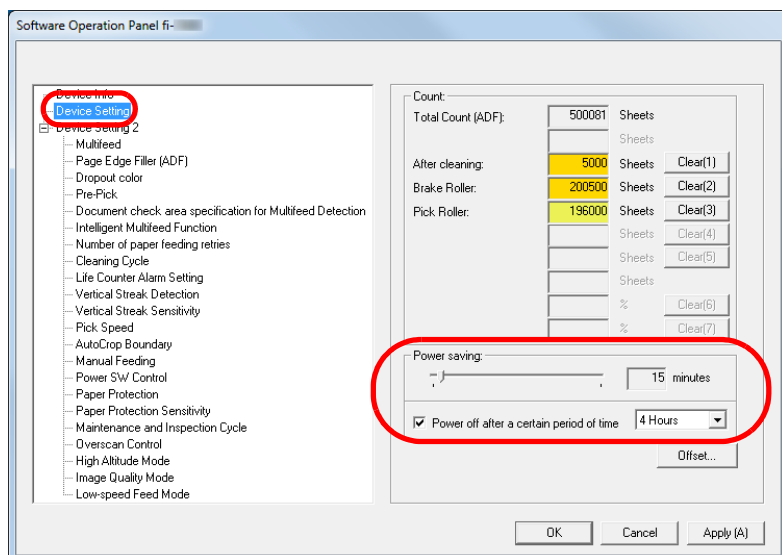 Software Operation Panel fi-
Device Info
Device Setting
Device Setting 2
Multifeed
Page Edge Filler (ADF)
Dropout color
Pre-Pick
Document check area specification for Multifeed Detection
Intelligent Multifeed Function
Number of paper feeding retries
Cleaning Cycle
Life Counter Alarm Setting
Vertical Streak Detection
Vertical Streak Sensitivity
Pick Speed
AutoCrop Boundary
Manual Feeding
Power SW Control
Paper Protection
Paper Protection Sensitivity
Maintenance and Inspection Cycle
Overscan Control
High Altitude Mode
Image Quality Mode
Low-speed Feed Mode
Count:
Total Count (ADF): 500081 Sheets
Sheets
After cleaning: 5000 Sheets Clear(1)
Brake Roller: 200500 Sheets Clear(2)
Pick Roller: 196000 Sheets Clear(3)
Sheets Clear(4)
Sheets Clear(5)
Sheets
% Clear(6)
% Clear(7)
Power saving:
15 minutes
Power off after a certain period of time 4 Hours
Offset...
OK Cancel Apply (A)